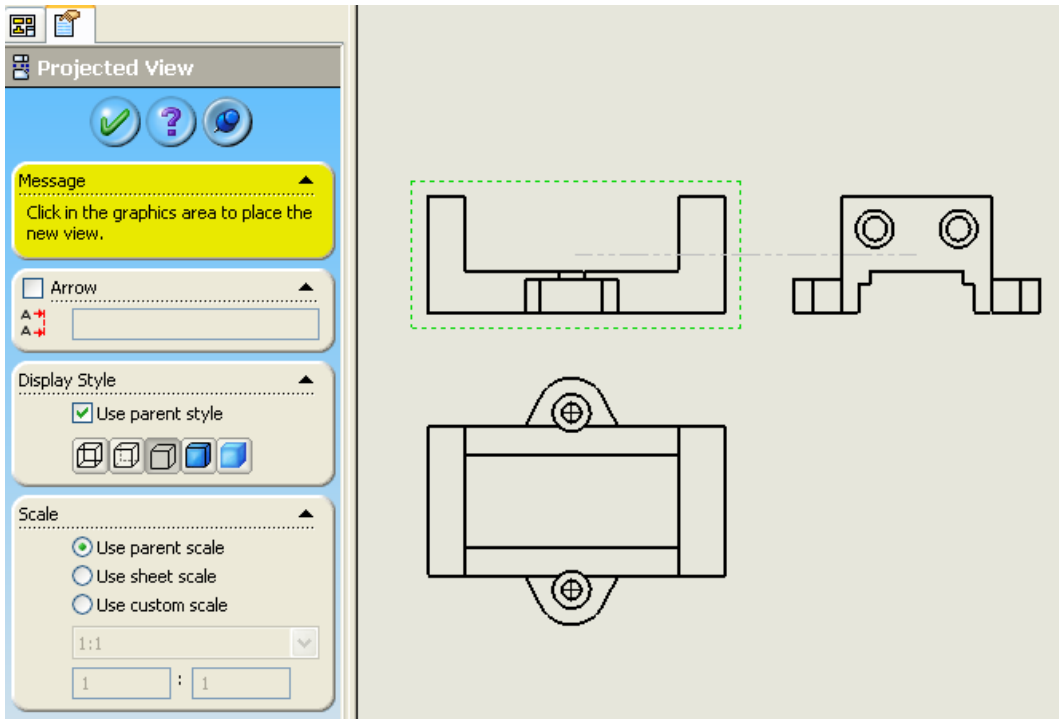 Projected View
?
Message
Click in the graphics area to place the
new view.
Arrow
A
A
Display Style
Use parent style
Scale
Use parent scale
Use sheet scale
Use custom scale
1:1
1 : 1